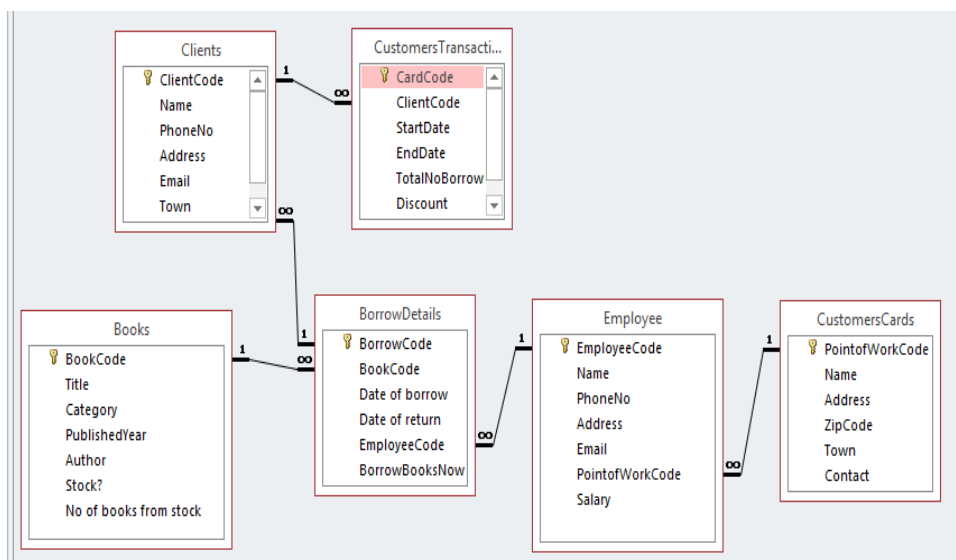 Clients
ClientCode
Name
PhoneNo
Address
Email
Town
CustomersTransacti...
CardCode
ClientCode
StartDate
EndDate
TotalNoBorrow
Discount
1
∞
∞
1
Books
BookCode
Title
Category
PublishedYear
Author
Stock?
No of books from stock
1
∞
BorrowDetails
BorrowCode
BookCode
Date of borrow
Date of return
EmployeeCode
BorrowBooksNow
1
∞
Employee
EmployeeCode
Name
PhoneNo
Address
Email
PointofWorkCode
Salary
1
∞
CustomersCards
PointofWorkCode
Name
Address
ZipCode
Town
Contact